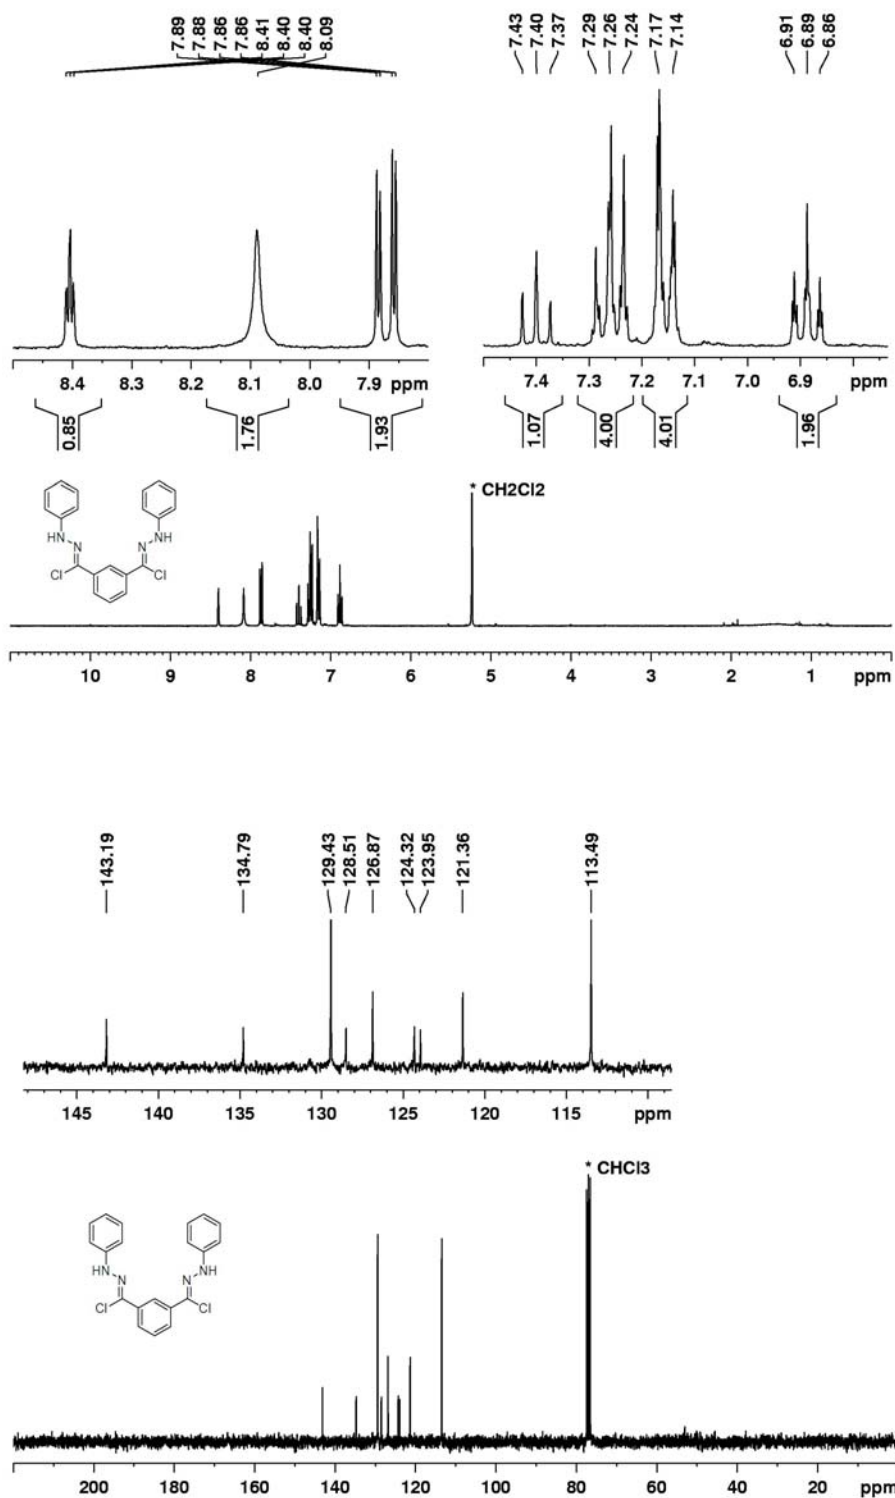 7.89 7.88 7.86 7.86 8.41 8.40 8.40 8.09
7.43 7.40 7.37 7.29 7.26 7.24 7.17 7.14 6.91 6.89 6.86
8.4 8.3 8.2 8.1 8.0 7.9 ppm
7.4 7.3 7.2 7.1 7.0 6.9 ppm
0.85 1.76 1.93
1.07 4.00 4.01 1.96
* CH2Cl2
HN N N NH
Cl Cl
10 9 8 7 6 5 4 3 2 1 ppm
143.19 134.79 129.43 128.51 126.87 124.32 123.95 121.36 113.49
145 140 135 130 125 120 115 ppm
* CHCl3
HN N N NH
Cl Cl
200 180 160 140 120 100 80 60 40 20 ppm